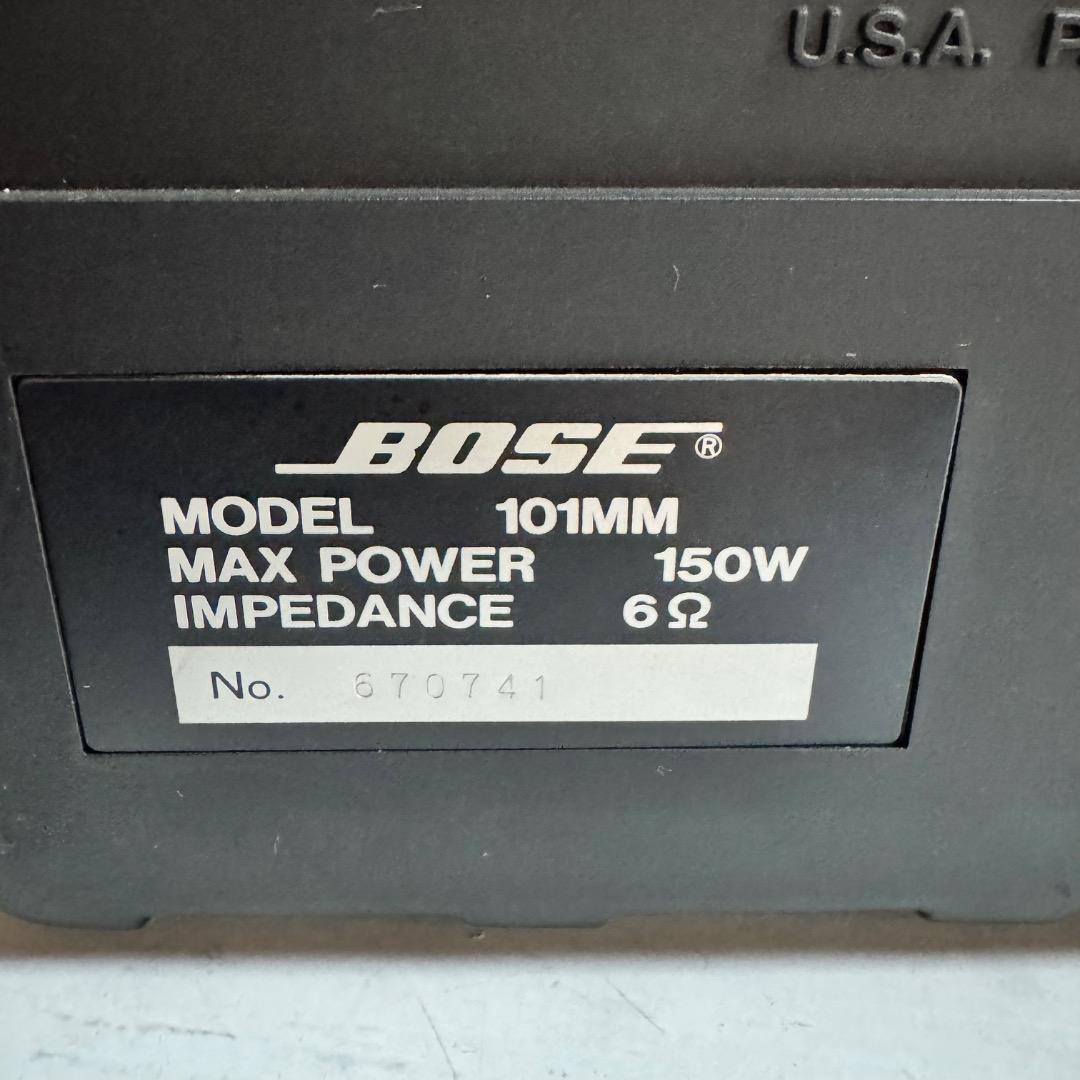 U.S.A. P
BOSE®
MODEL 101MM
MAX POWER 150W
IMPEDANCE 6Ω
No. 670741